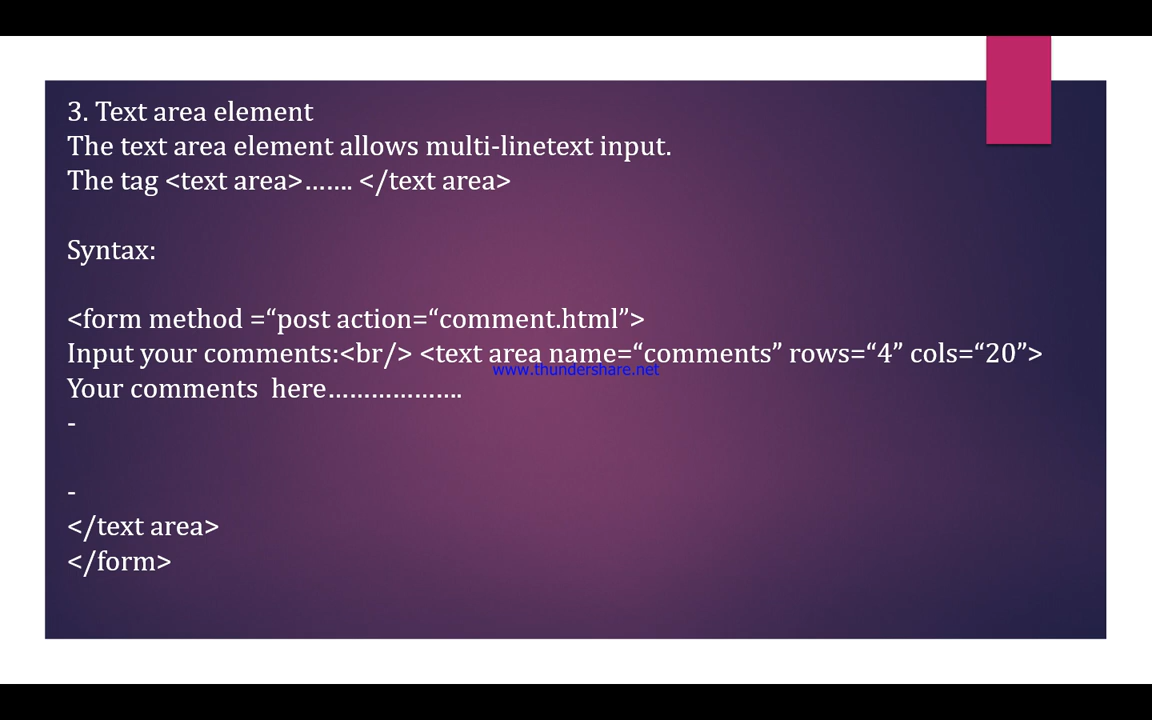 3. Text area element
The text area element allows multi-linetext input.
The tag <text area>……. </text area>
Syntax:
<form method =“post action=“comment.html”>
Input your comments:<br/> <text area name=“comments” rows=“4” cols=“20”>
www.thundershare.net
Your comments  here………………..
-
-
</text area>
</form>